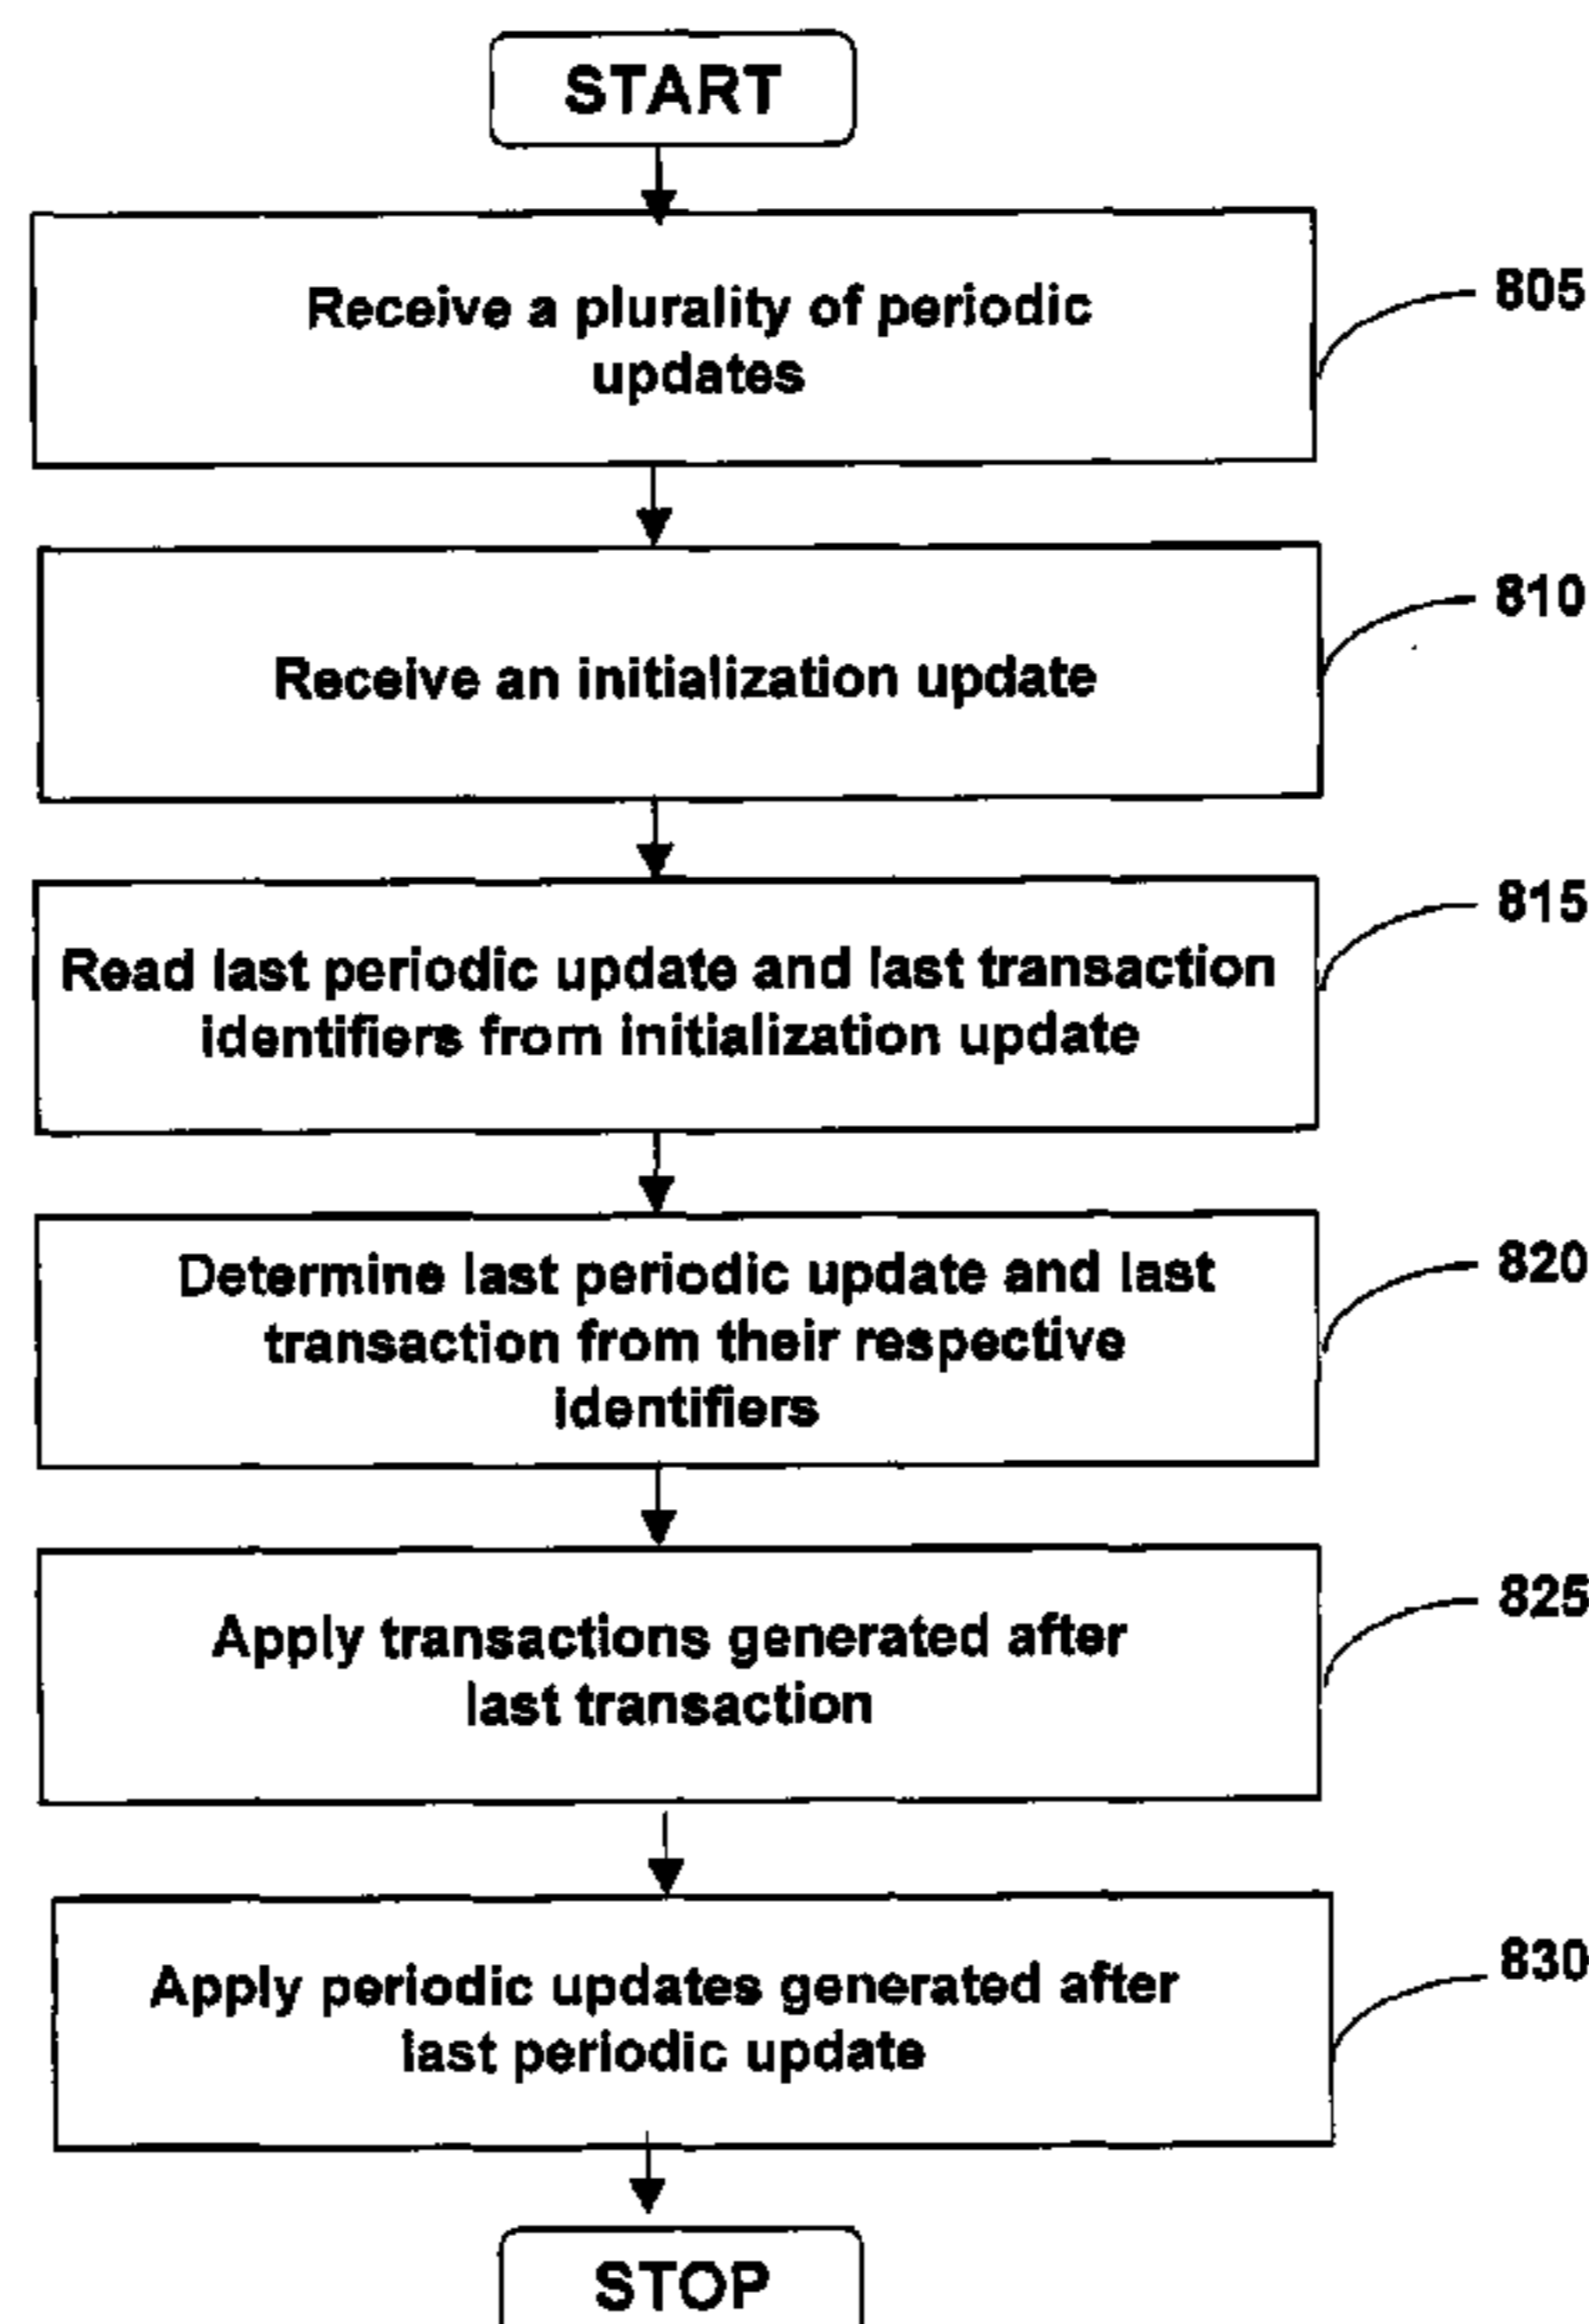 START
Receive a plurality of periodic
updates
805
Receive an initialization update
810
Read last periodic update and last transaction
identifiers from initialization update
815
Determine last periodic update and last
transaction from their respective
identifiers
820
Apply transactions generated after
last transaction
825
Apply periodic updates generated after
last periodic update
830
STOP